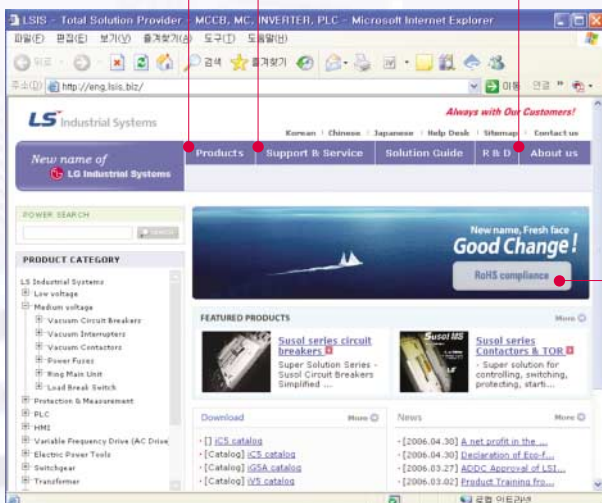 LSIS - Total Solution Provider - MCCB, MC, INVERTER, PLC - Microsoft Internet Explorer
파일(F) 편집(E) 보기(V) 즐겨찾기(A) 도구(T) 도움말(H)
뒤로 검색 즐겨찾기
주소(D) http://eng.lsis.biz/ 이동 연결 »
LS Industrial Systems
Always with Our Customers!
Korean Chinese Japanese Help Desk Sitemap Contact us
New name of
LG Industrial Systems
Products Support & Service Solution Guide R & D About us
POWER SEARCH
SEARCH
New name, Fresh face
Good Change!
RoHS compliance
PRODUCT CATEGORY
LS Industrial Systems
Low voltage
Medium voltage
Vacuum Circuit Breakers
Vacuum Interrupters
Vacuum Contactors
Power Fuses
Ring Main Unit
Load Break Switch
Protection & Measurement
PLC
HMI
Variable Frequency Drive (AC Drive
Electric Power Tools
Switchgear
Transformer
FEATURED PRODUCTS More
Susol series circuit
breakers
Super Solution Series -
Susol Circuit Breakers
Simplified ...
Susol MS
Susol series
Contactors & TOR
- Super solution for
controlling, switching,
protecting, starti...
Download More
· [] iC5 catalog
· [Catalog] iC5 catalog
· [Catalog] iG5A catalog
· [Catalog] iV5 catalog
News More
· [2006.04.30] A net profit in the ...
· [2006.04.30] Declaration of Eco-f...
· [2006.03.27] ADDC Approval of LSI...
· [2006.03.02] Product Training fro...
로컬 인트라넷